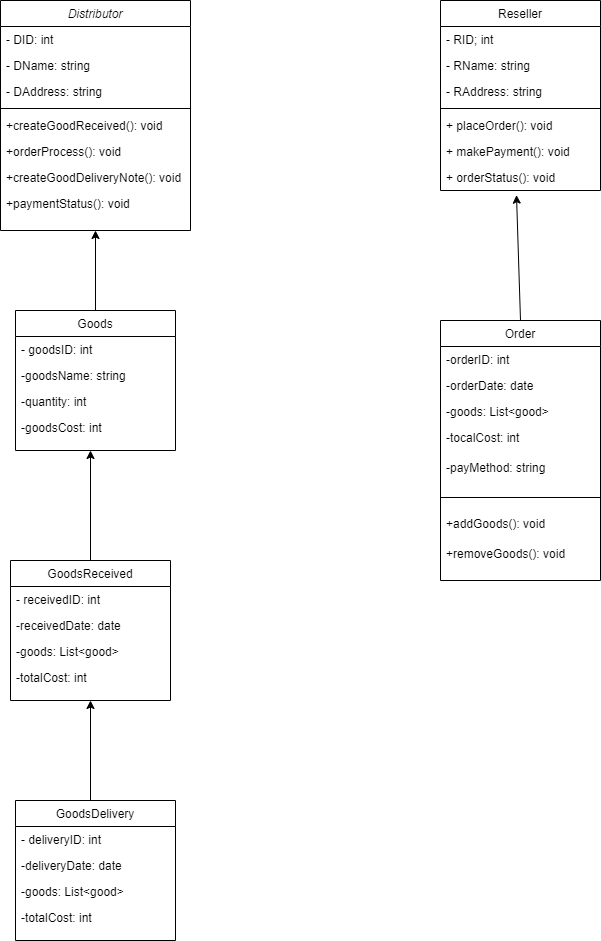 Distributor
- DID: int
- DName: string
- DAddress: string
+createGoodReceived(): void
+orderProcess(): void
+createGoodDeliveryNote(): void
+paymentStatus(): void
Goods
- goodsID: int
-goodsName: string
-quantity: int
-goodsCost: int
GoodsReceived
- receivedID: int
-receivedDate: date
-goods: List<good>
-totalCost: int
GoodsDelivery
- deliveryID: int
-deliveryDate: date
-goods: List<good>
-totalCost: int
Reseller
- RID; int
- RName: string
- RAddress: string
+ placeOrder(): void
+ makePayment(): void
+ orderStatus(): void
Order
-orderID: int
-orderDate: date
-goods: List<good>
-tocalCost: int
-payMethod: string
+addGoods(): void
+removeGoods(): void